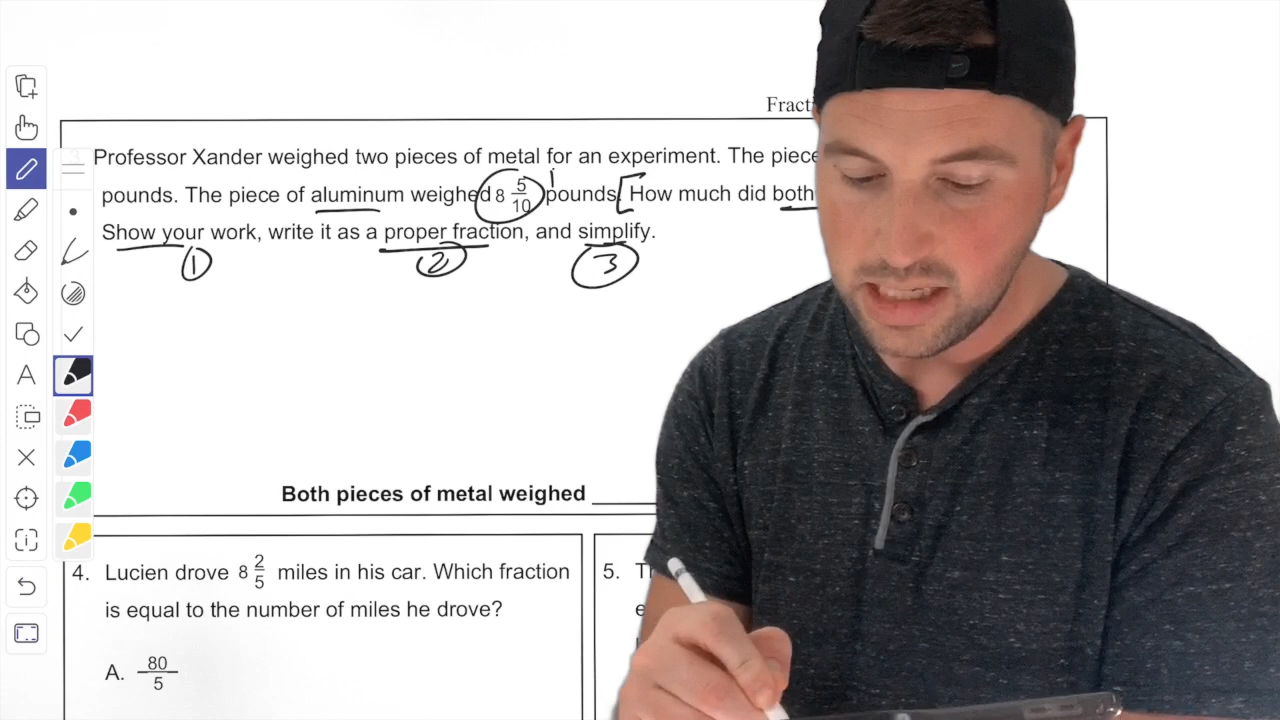 Fracti
3. Professor Xander weighed two pieces of metal for an experiment. The piece
pounds. The piece of aluminum weighed 8 5/10 pounds. How much did both
Show your work, write it as a proper fraction, and simplify.
1 2 3
Both pieces of metal weighed ____
4. Lucien drove 8 2/5 miles in his car. Which fraction
is equal to the number of miles he drove?
A. 80/5
5. T
e